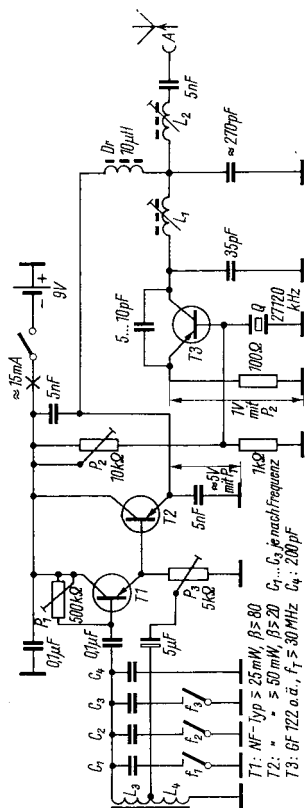 ≈ 15mA
9V
+
−
0,1µF
5nF
P₁
500kΩ
P₂
10kΩ
Dr
10µH
T1
T2
0,1µF
5µF
P₃
5kΩ
5nF
≈ 5V
mit P₁
5...10pF
T3
L₁
L₂
5nF
A
35pF
≈ 270pF
1kΩ
100Ω
1V
mit
P₂
Q
27120
kHz
C₁
C₂
C₃
C₄
L₃
L₄
f₁
f₂
f₃
T1: NF-Typ ≥ 25mW, β ≥ 80
T2: " " ≥ 50mW, β ≥ 20
T3: GF 122 o.ä., f_T ≥ 30 MHz
C₁...C₃ je nach Frequenz
C₄: 200pF